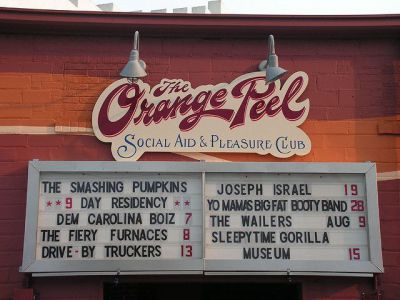 The
Orange Peel
Social Aid & Pleasure Club
THE SMASHING PUMPKINS
**9 DAY RESIDENCY**
DEM CAROLINA BOIZ 7
THE FIERY FURNACES 8
DRIVE-BY TRUCKERS 13
JOSEPH ISRAEL 19
YO MAMAS BIG FAT BOOTY BAND 28
THE WAILERS AUG 9
SLEEPYTIME GORILLA
MUSEUM 15